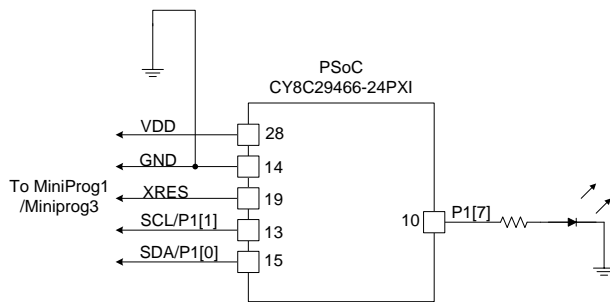 PSoC
CY8C29466-24PXI
VDD
28
GND
14
To MiniProg1
/Miniprog3
XRES
19
SCL/P1[1]
13
SDA/P1[0]
15
10
P1[7]